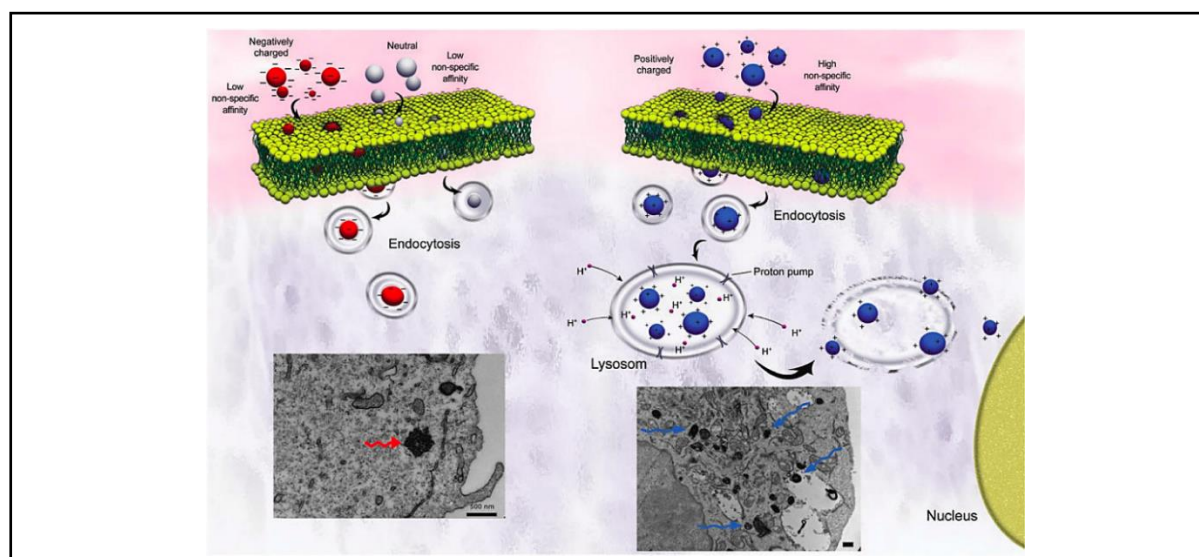 Negatively
charged
Low
non-specific
affinity
Neutral
Low
non-specific
affinity
Endocytosis
Positively
charged
High
non-specific
affinity
Endocytosis
Proton pump
H⁺
H⁺
H⁺
H⁺
H⁺
H⁺
H⁺
H⁺
H⁺
Lysosom
500 nm
Nucleus